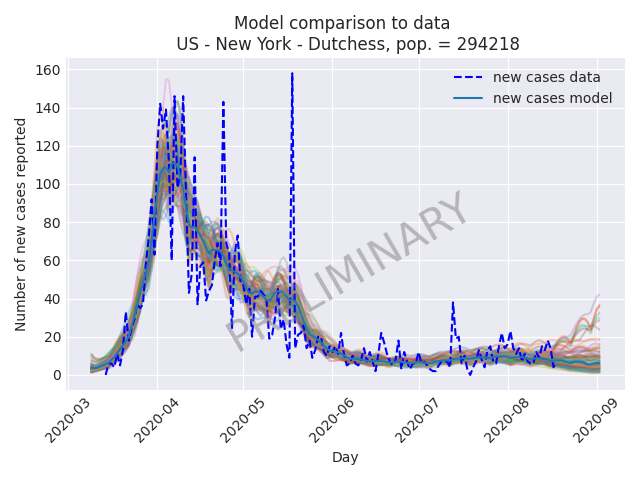 Model comparison to data
US - New York - Dutchess, pop. = 294218
new cases data
new cases model
Number of new cases reported
160
140
120
100
80
60
40
20
0
PRELIMINARY
2020-03
2020-04
2020-05
2020-06
2020-07
2020-08
2020-09
Day